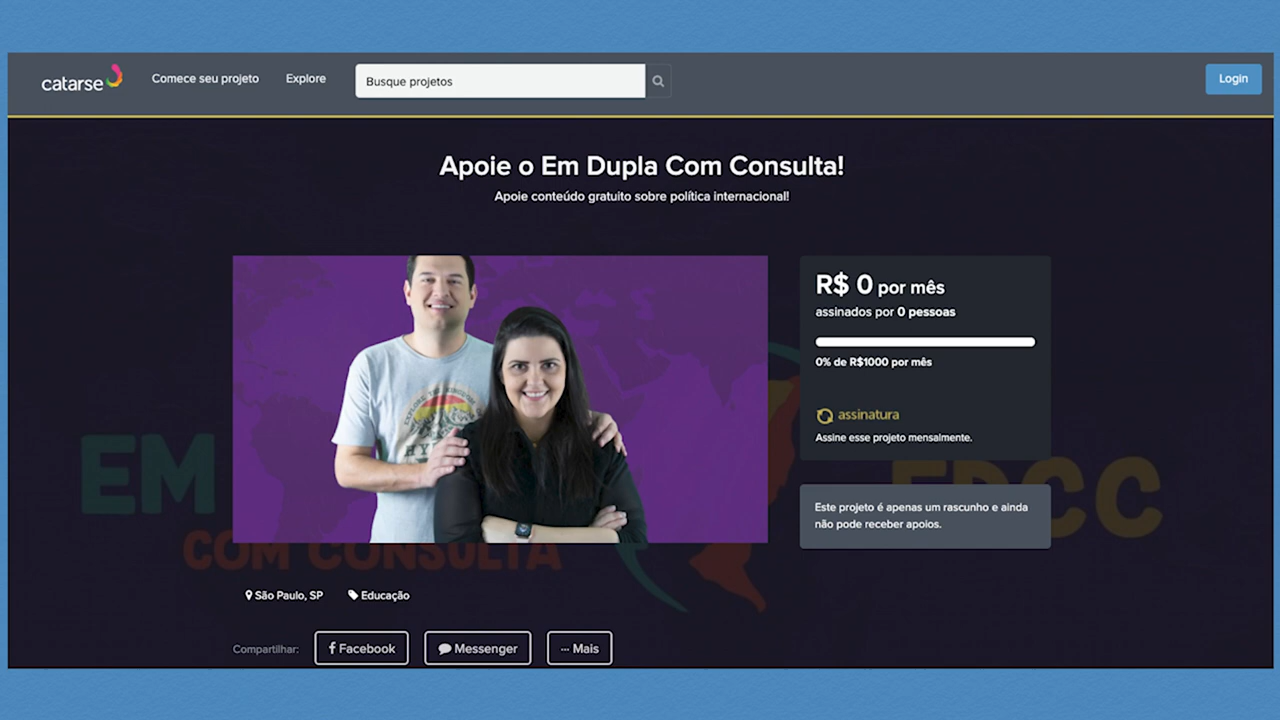 catarse
Comece seu projeto
Explore
Busque projetos
Login
Apoie o Em Dupla Com Consulta!
Apoie conteúdo gratuito sobre política internacional!
R$ 0 por mês
assinados por 0 pessoas
0% de R$1000 por mês
assinatura
Assine esse projeto mensalmente.
EM
EDCC
COM CONSULTA
Este projeto é apenas um rascunho e ainda
não pode receber apoios.
São Paulo, SP
Educação
Compartilhar:
Facebook
Messenger
··· Mais